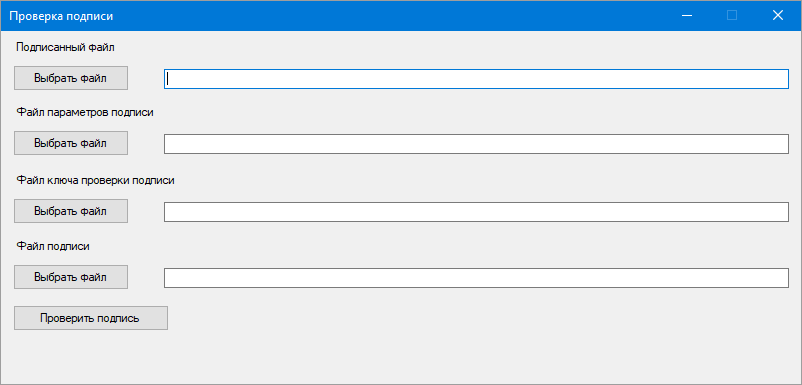 Проверка подписи
Подписанный файл
Выбрать файл
Файл параметров подписи
Выбрать файл
Файл ключа проверки подписи
Выбрать файл
Файл подписи
Выбрать файл
Проверить подпись